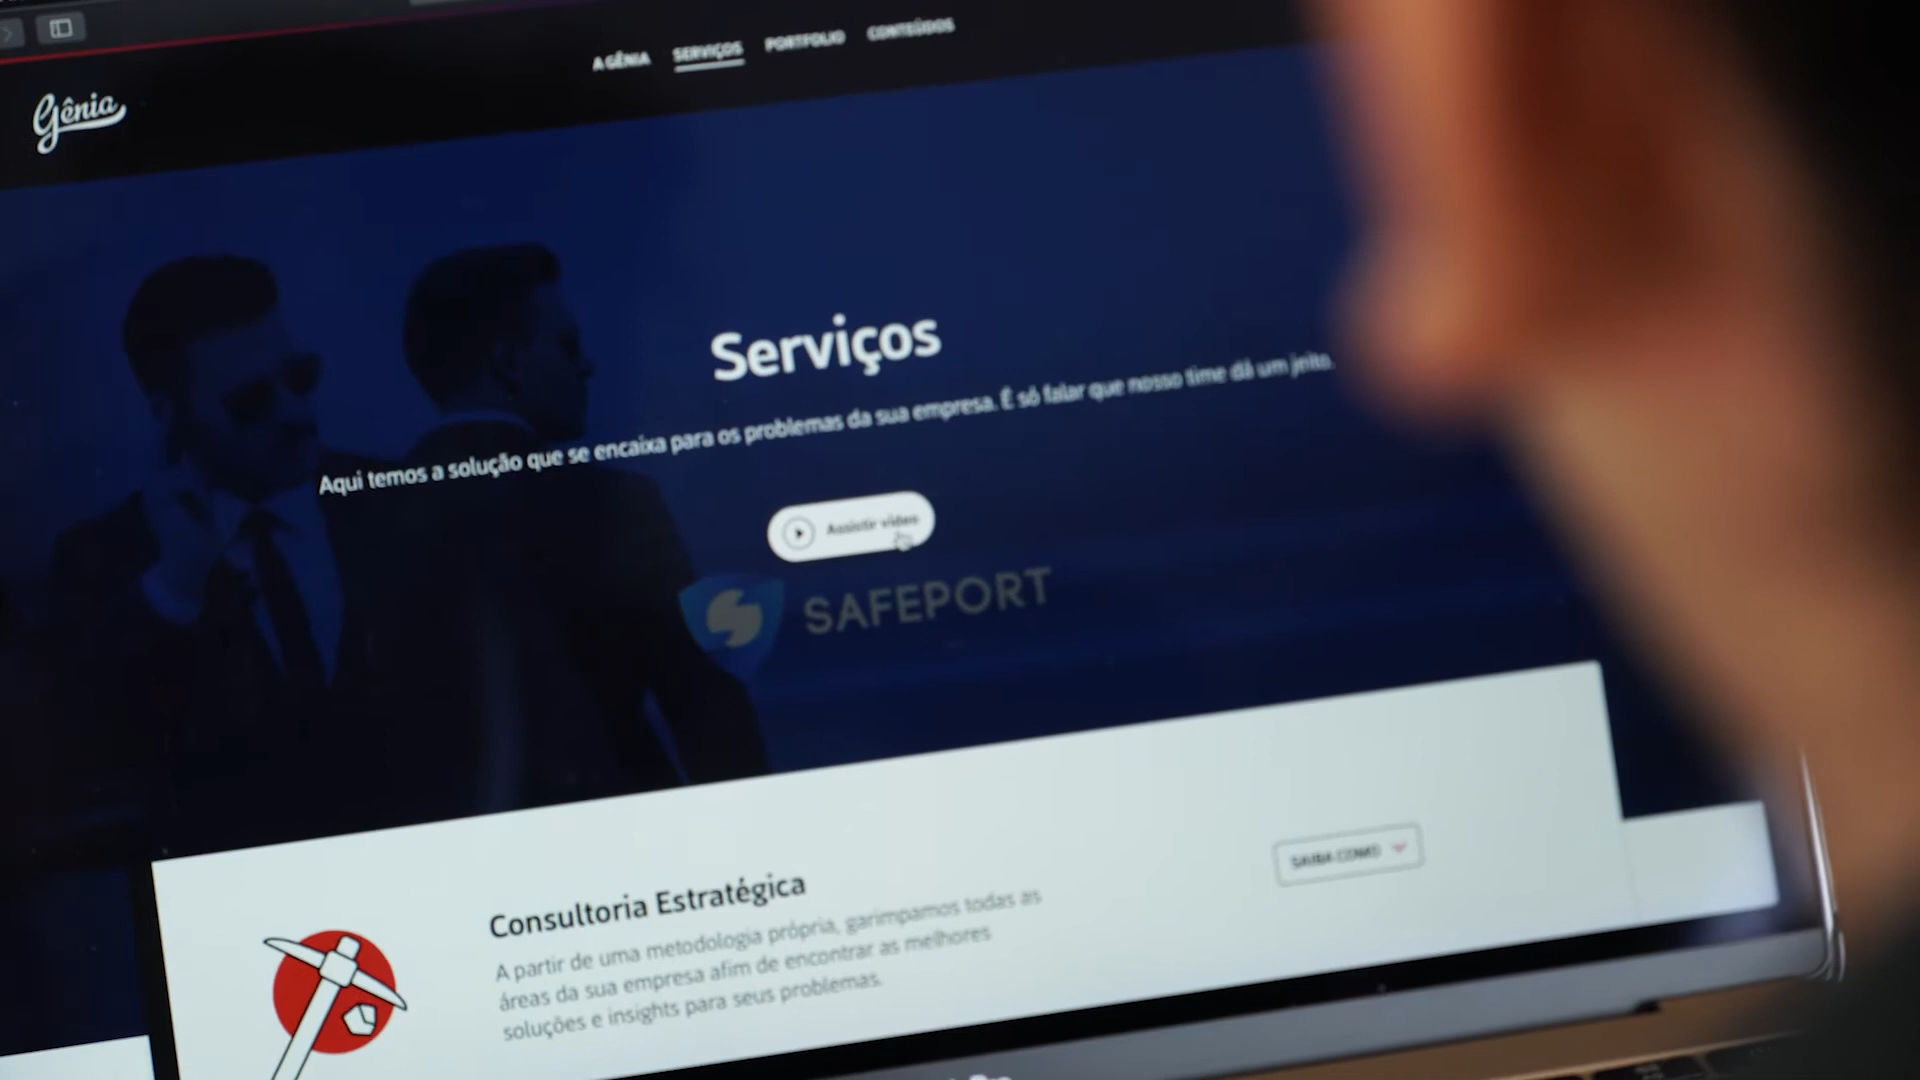 A GÊNIA SERVIÇOS PORTFOLIO CONTEÚDOS
Gênia
Serviços
Aqui temos a solução que se encaixa para os problemas da sua empresa. É só falar que nosso time dá um jeito.
Assistir vídeo
SAFEPORT
SAIBA COMO
Consultoria Estratégica
A partir de uma metodologia própria, garimpamos todas as
áreas da sua empresa afim de encontrar as melhores
soluções e insights para seus problemas.